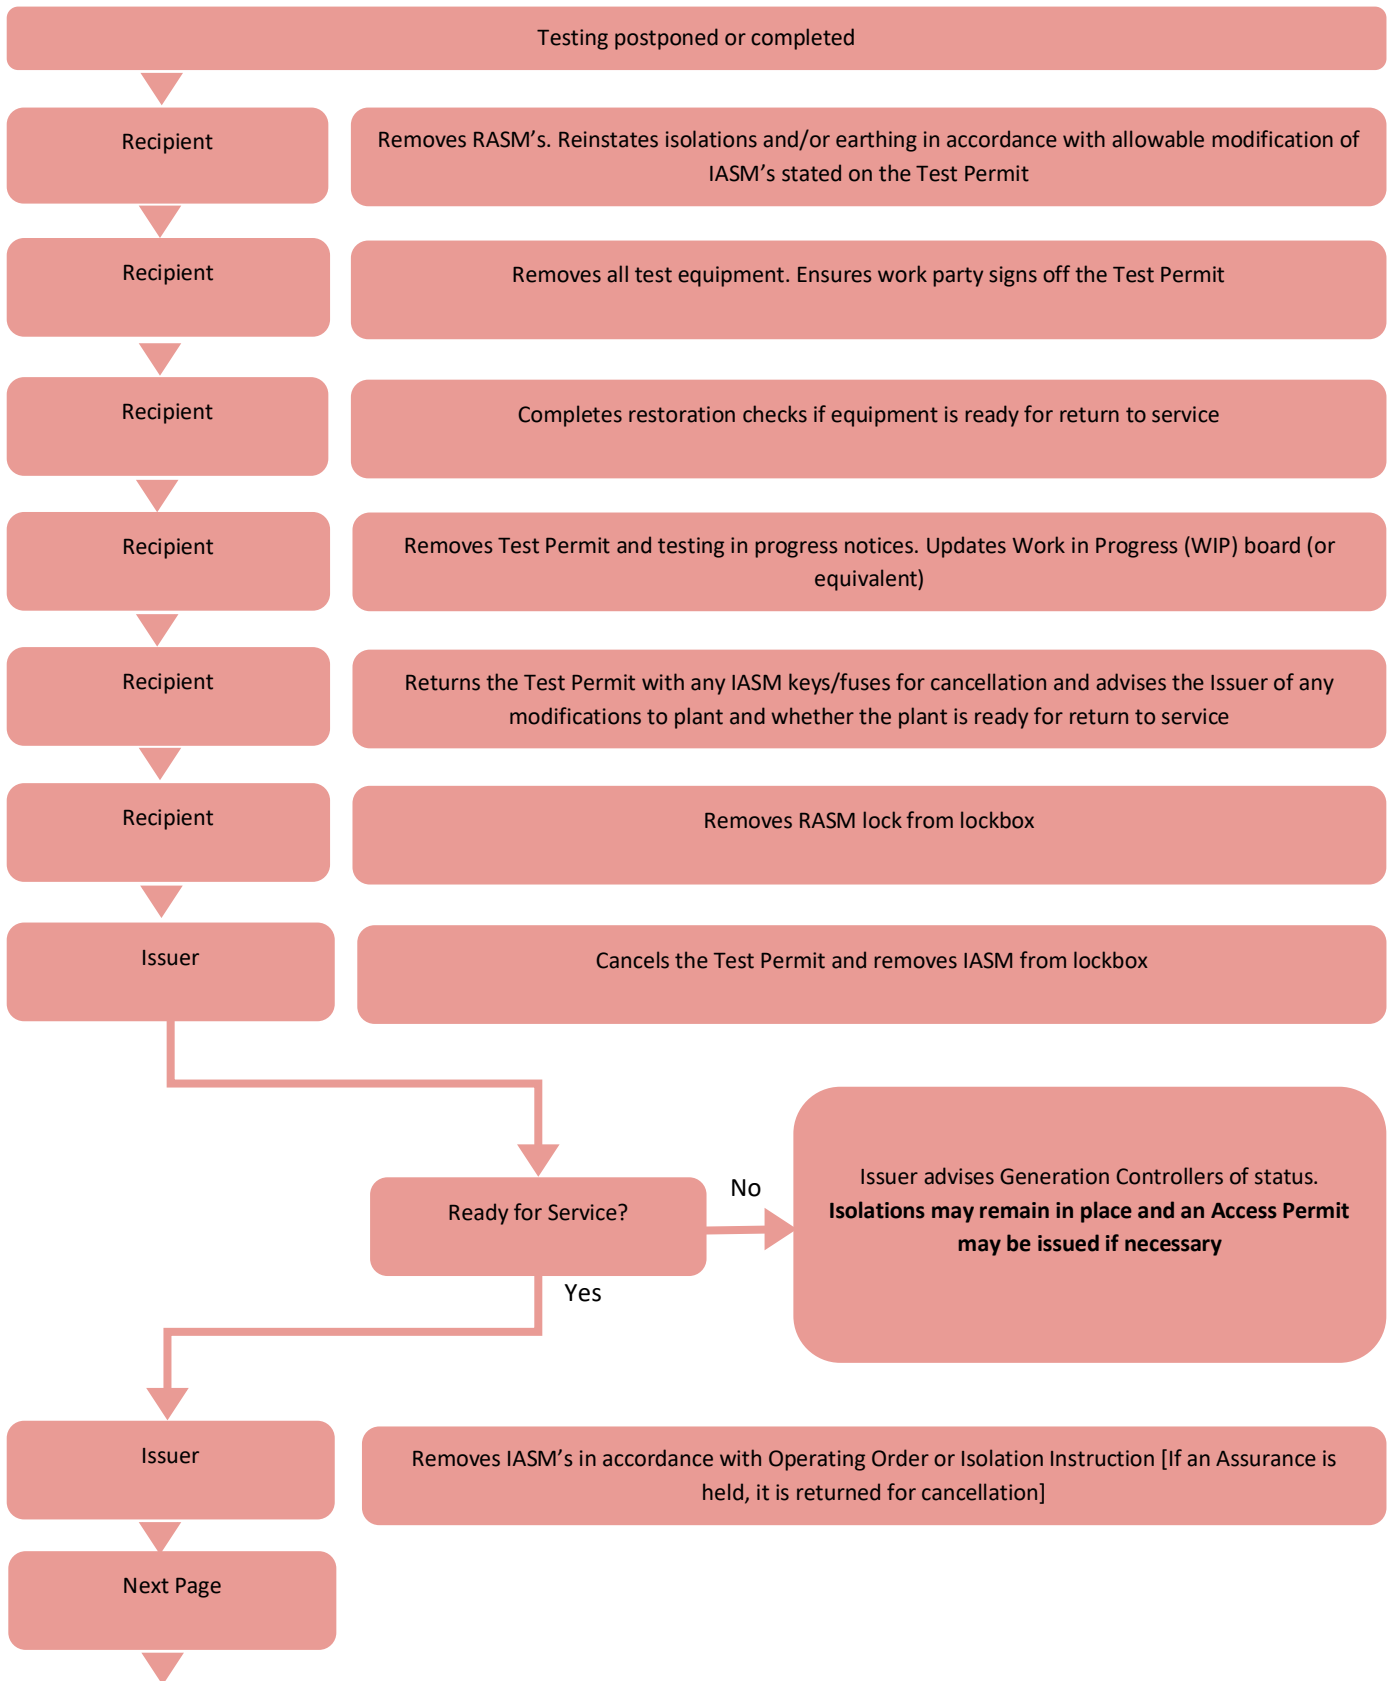 Testing postponed or completed
Recipient
Removes RASM’s. Reinstates isolations and/or earthing in accordance with allowable modification of
IASM’s stated on the Test Permit
Recipient
Removes all test equipment. Ensures work party signs off the Test Permit
Recipient
Completes restoration checks if equipment is ready for return to service
Recipient
Removes Test Permit and testing in progress notices. Updates Work in Progress (WIP) board (or
equivalent)
Recipient
Returns the Test Permit with any IASM keys/fuses for cancellation and advises the Issuer of any
modifications to plant and whether the plant is ready for return to service
Recipient
Removes RASM lock from lockbox
Issuer
Cancels the Test Permit and removes IASM from lockbox
Ready for Service?
No
Issuer advises Generation Controllers of status.
Isolations may remain in place and an Access Permit
may be issued if necessary
Yes
Issuer
Removes IASM’s in accordance with Operating Order or Isolation Instruction [If an Assurance is
held, it is returned for cancellation]
Next Page